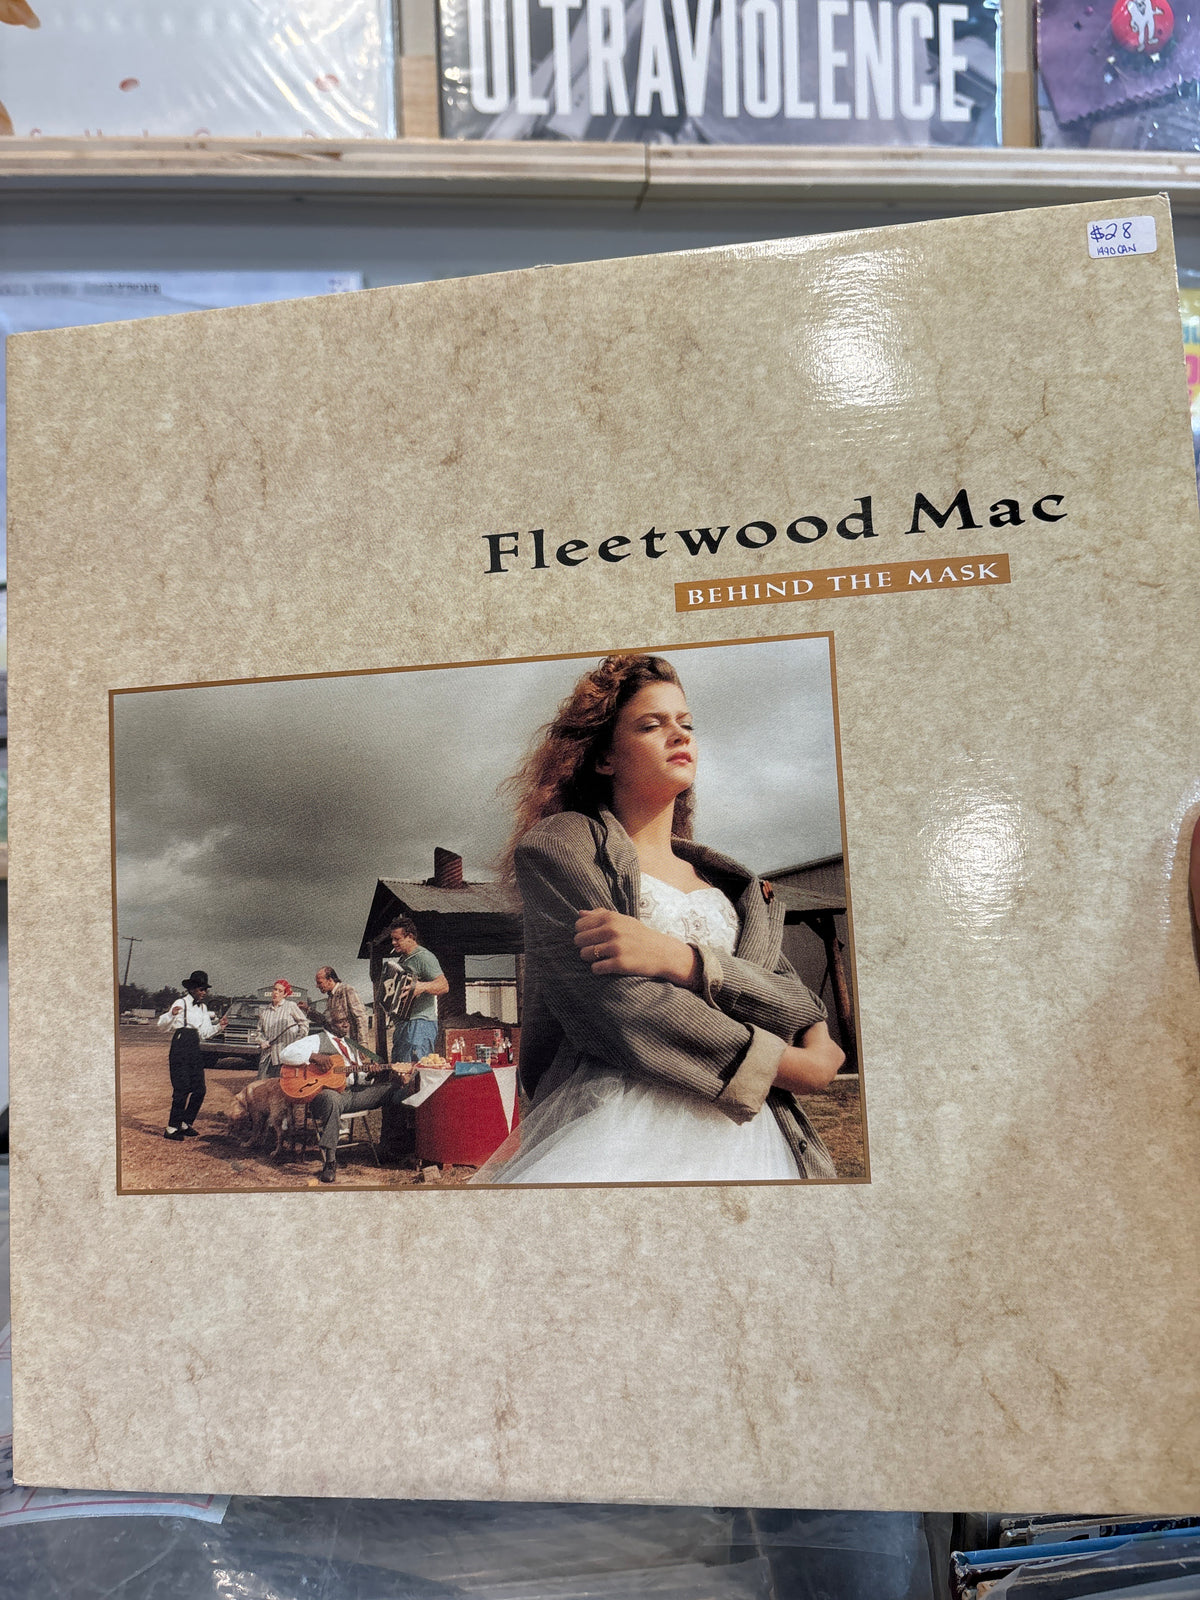 ULTRAVIOLENCE
$28
1990 CAN
Fleetwood Mac
BEHIND THE MASK